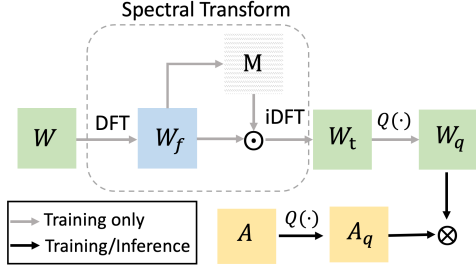 Spectral Transform
M
DFT
iDFT
W
W_f
⊙
W_t
Q(·)
W_q
Training only
Training/Inference
A
Q(·)
A_q
⊗